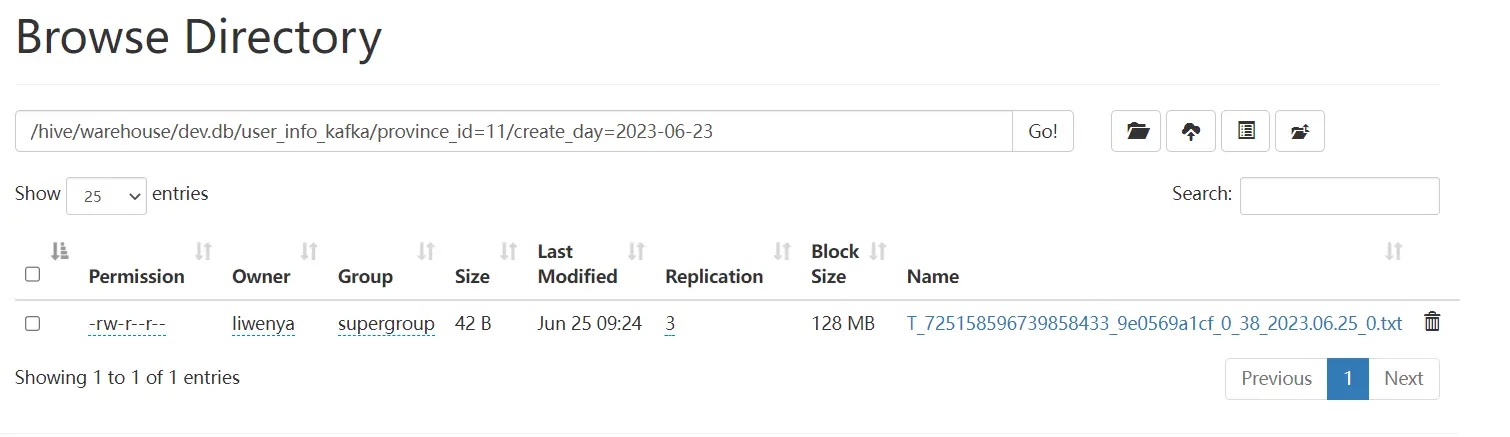 Browse Directory
/hive/warehouse/dev.db/user_info_kafka/province_id=11/create_day=2023-06-23 Go!
Show 25 entries Search:
Permission Owner Group Size Last Modified Replication Block Size Name
-rw-r--r-- liwenya supergroup 42 B Jun 25 09:24 3 128 MB T_725158596739858433_9e0569a1cf_0_38_2023.06.25_0.txt
Showing 1 to 1 of 1 entries Previous 1 Next